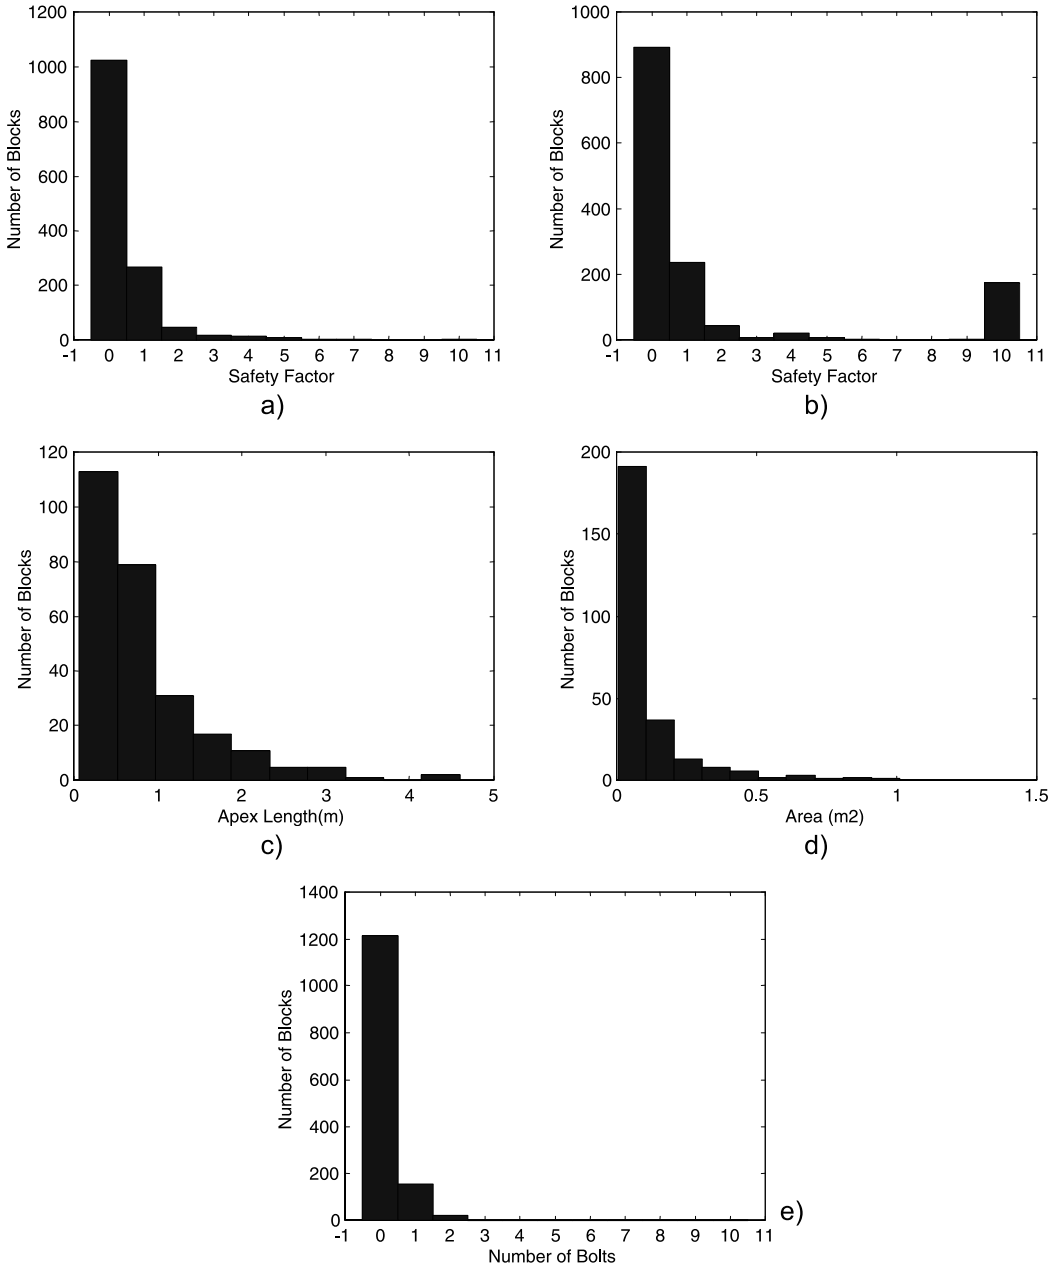 1200
1000
800
600
400
200
0
Number of Blocks
-1 0 1 2 3 4 5 6 7 8 9 10 11
Safety Factor
a)
1000
800
600
400
200
0
Number of Blocks
-1 0 1 2 3 4 5 6 7 8 9 10 11
Safety Factor
b)
120
100
80
60
40
20
0
Number of Blocks
0 1 2 3 4 5
Apex Length(m)
c)
200
150
100
50
0
Number of Blocks
0 0.5 1 1.5
Area (m2)
d)
1400
1200
1000
800
600
400
200
0
Number of Blocks
-1 0 1 2 3 4 5 6 7 8 9 10 11
Number of Bolts
e)